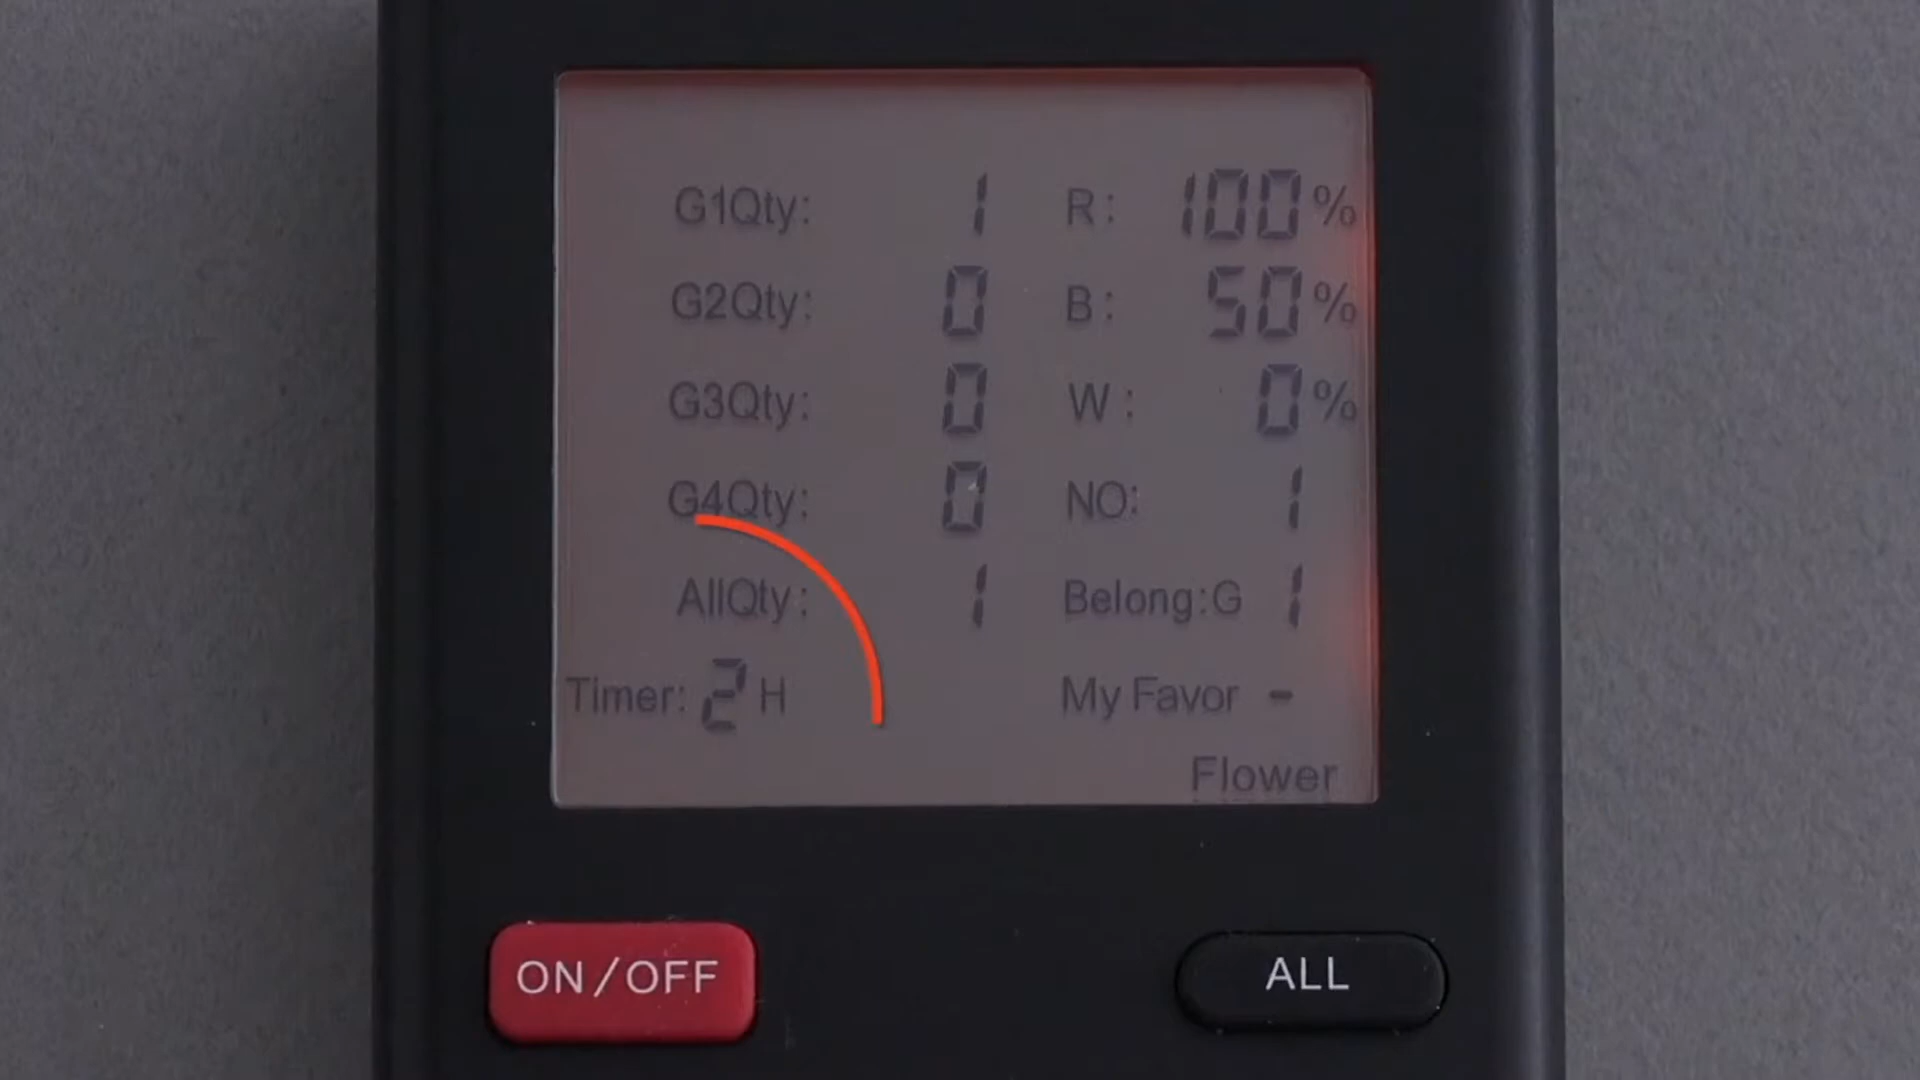 G1Qty: 1 R: 100%
G2Qty: 0 B: 50%
G3Qty: 0 W: 0%
G4Qty: 0 NO: 1
AllQty: 1 Belong:G 1
Timer: 2 H My Favor -
Flower
ON/OFF ALL